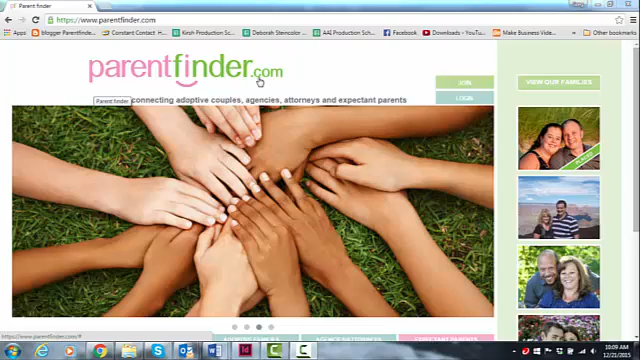 Parent finder
https://www.parentfinder.com
Apps
blogger Parentfinde...
Constant Contact H...
Kirsh Production Sc...
Deborah Stemcolor...
AAI Production Sch...
Facebook
Downloads - YouTu...
Make Business Vide...
Other bookmarks
parentfinder.com
JOIN
LOGIN
VIEW OUR FAMILIES
Parent finder
connecting adoptive couples, agencies, attorneys and expectant parents
PLACED
https://www.parentfinder.com/#
10:09 AM
12/21/2015